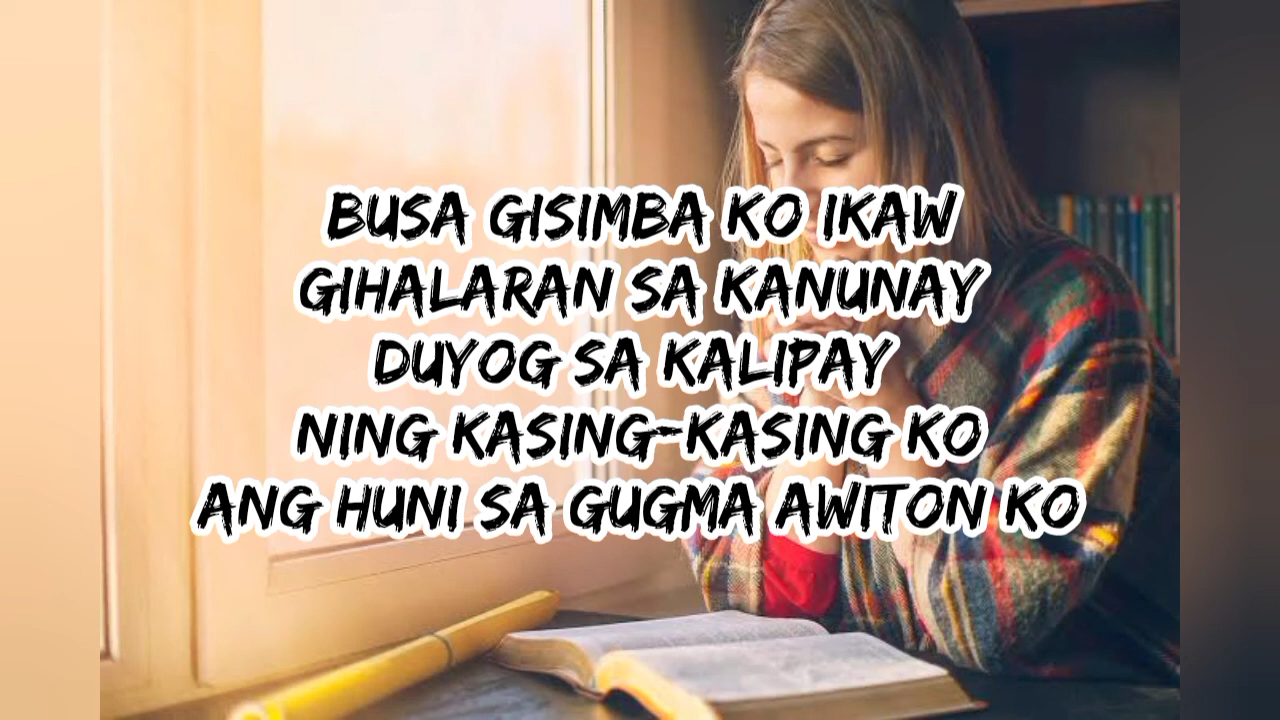 BUSA GISIMBA KO IKAW
GIHALARAN SA KANUNAY
DUYOG SA KALIPAY
NING KASING-KASING KO
ANG HUNI SA GUGMA AWITON KO